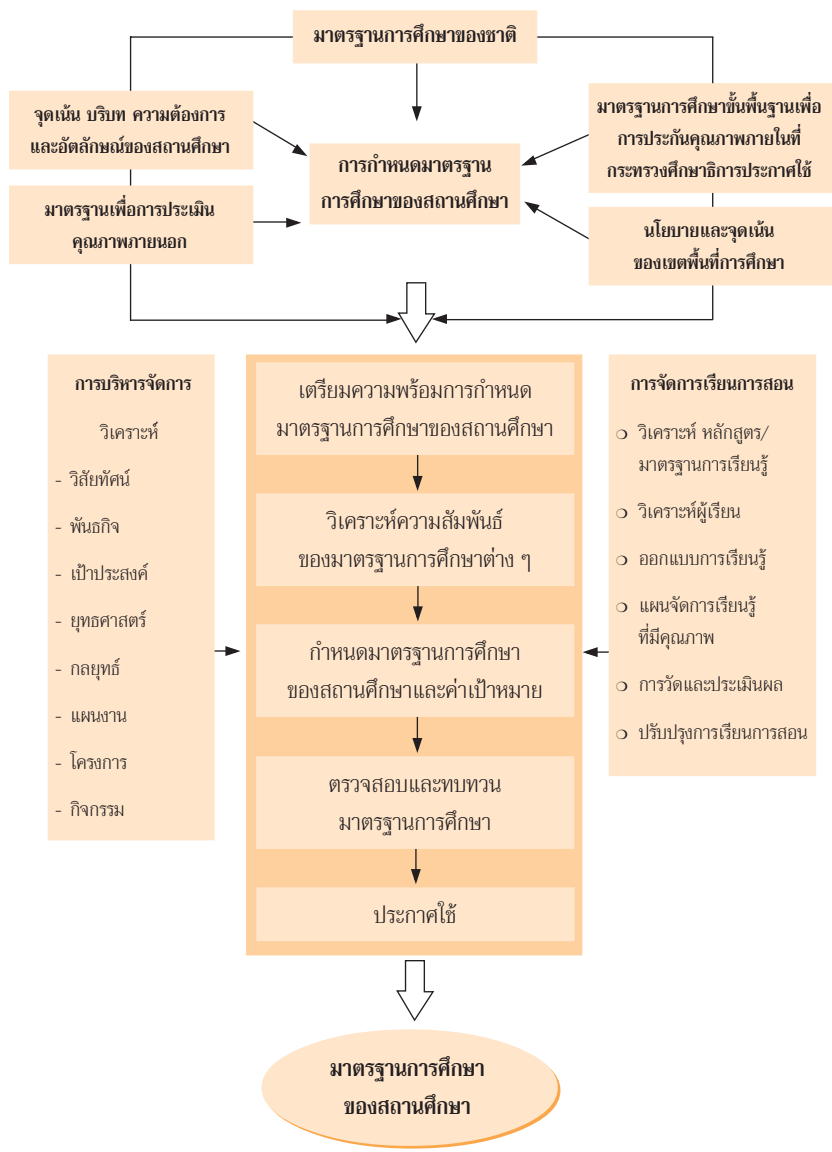 มาตรฐานการศึกษาของชาติ
จุดเน้น บริบท ความต้องการ
และอัตลักษณ์ของสถานศึกษา
มาตรฐานการศึกษาขั้นพื้นฐานเพื่อ
การประกันคุณภาพภายในที่
กระทรวงศึกษาธิการประกาศใช้
การกำหนดมาตรฐาน
การศึกษาของสถานศึกษา
มาตรฐานเพื่อการประเมิน
คุณภาพภายนอก
นโยบายและจุดเน้น
ของเขตพื้นที่การศึกษา
การบริหารจัดการ
วิเคราะห์
- วิสัยทัศน์
- พันธกิจ
- เป้าประสงค์
- ยุทธศาสตร์
- กลยุทธ์
- แผนงาน
- โครงการ
- กิจกรรม
เตรียมความพร้อมการกำหนด
มาตรฐานการศึกษาของสถานศึกษา
วิเคราะห์ความสัมพันธ์
ของมาตรฐานการศึกษาต่าง ๆ
กำหนดมาตรฐานการศึกษา
ของสถานศึกษาและค่าเป้าหมาย
ตรวจสอบและทบทวน
มาตรฐานการศึกษา
ประกาศใช้
การจัดการเรียนการสอน
❍ วิเคราะห์ หลักสูตร/
มาตรฐานการเรียนรู้
❍ วิเคราะห์ผู้เรียน
❍ ออกแบบการเรียนรู้
❍ แผนจัดการเรียนรู้
ที่มีคุณภาพ
❍ การวัดและประเมินผล
❍ ปรับปรุงการเรียนการสอน
มาตรฐานการศึกษา
ของสถานศึกษา